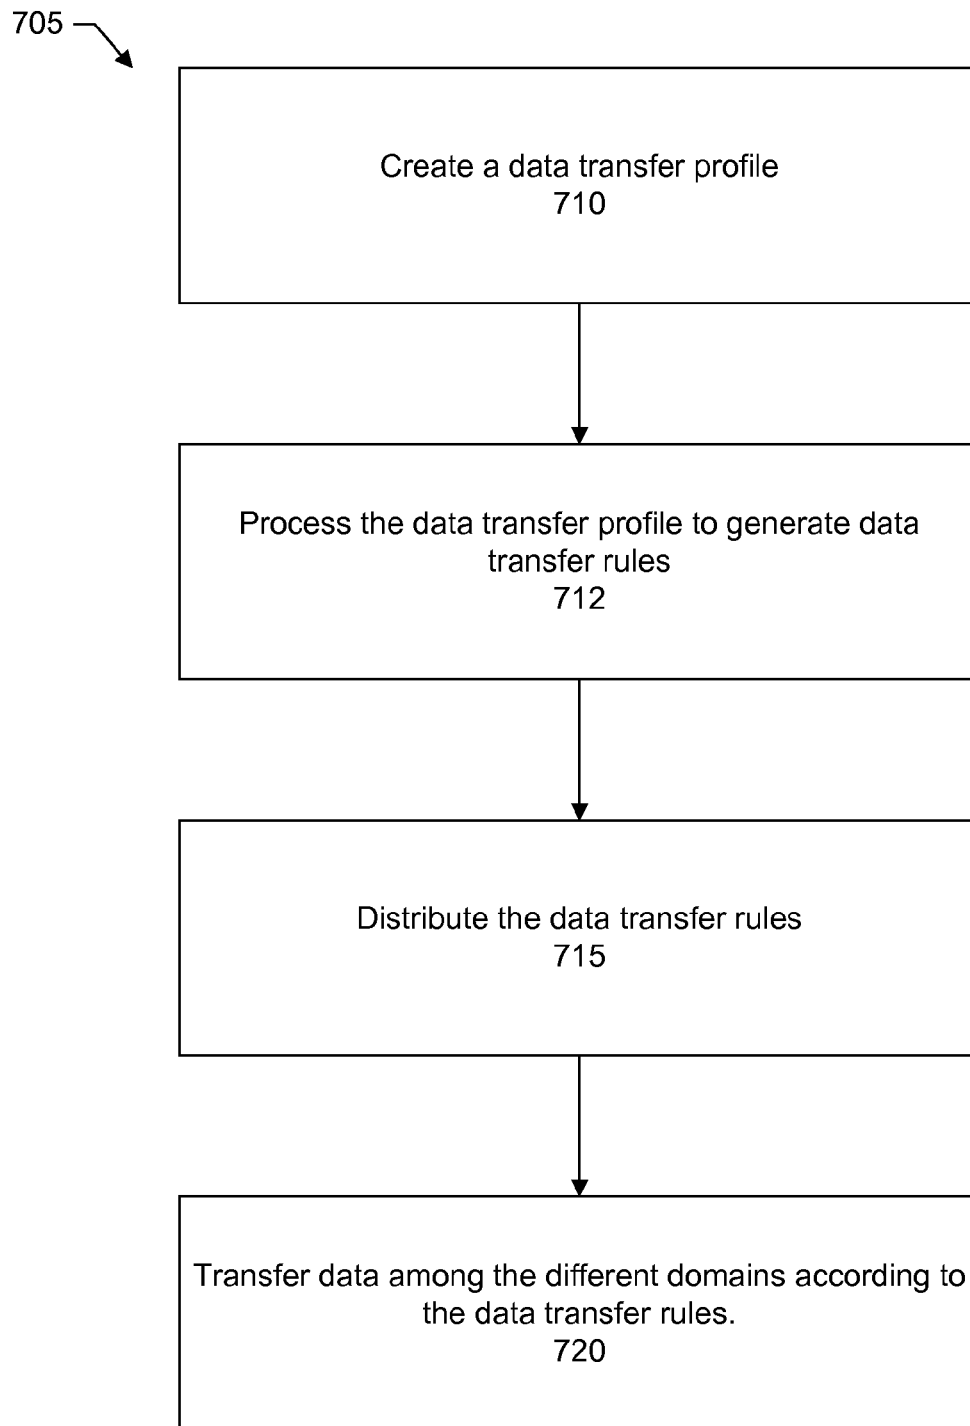 705
Create a data transfer profile
710
Process the data transfer profile to generate data
transfer rules
712
Distribute the data transfer rules
715
Transfer data among the different domains according to
the data transfer rules.
720